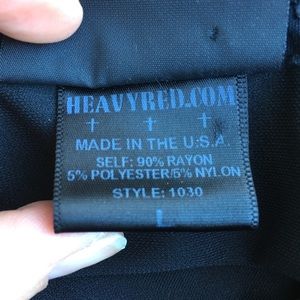 HEAVYRED.COM
MADE IN THE U.S.A.
SELF: 90% RAYON
5% POLYESTER/5% NYLON
STYLE: 1030
L